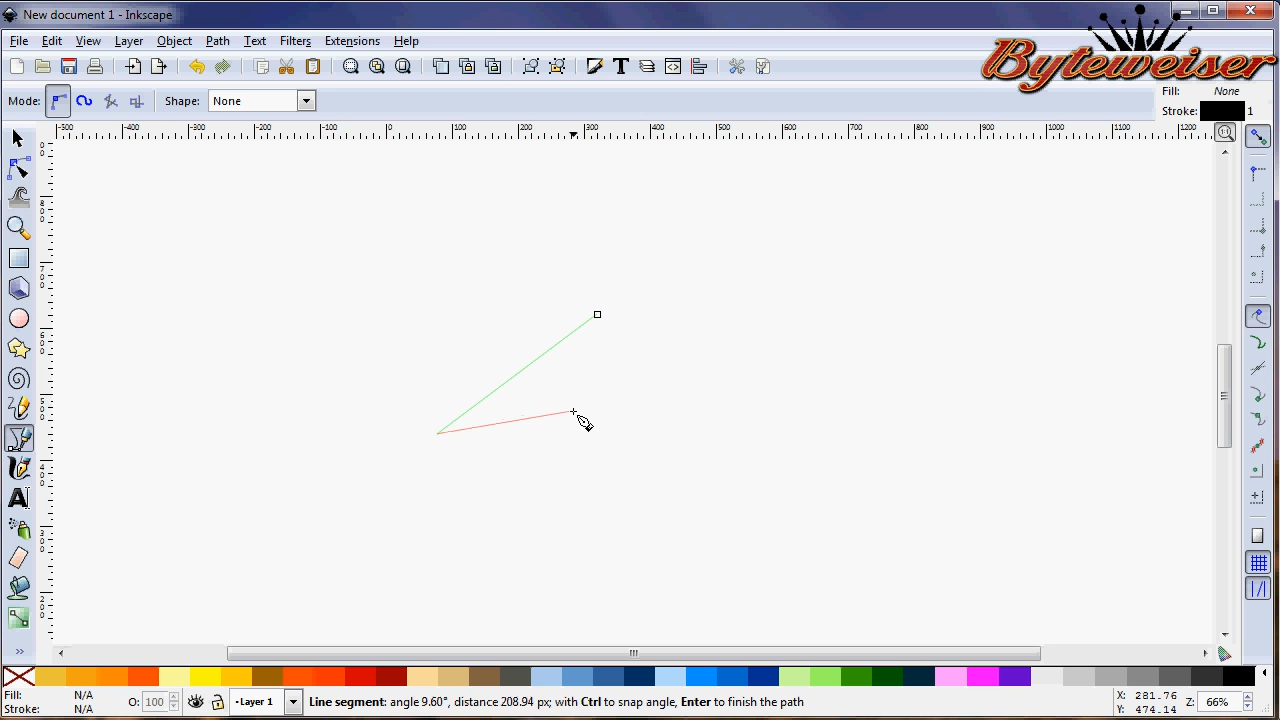 New document 1 - Inkscape
File Edit View Layer Object Path Text Filters Extensions Help
Byteweiser
Mode: Shape: None
Fill: None
Stroke: 1
-500 -400 -300 -200 -100 0 100 200 300 400 500 600 700 800 900 1000 1100 1200
Fill: N/A
Stroke: N/A
O: 100
•Layer 1
Line segment: angle 9.60°, distance 208.94 px; with Ctrl to snap angle, Enter to finish the path
X: 281.76
Y: 474.14
Z: 66%